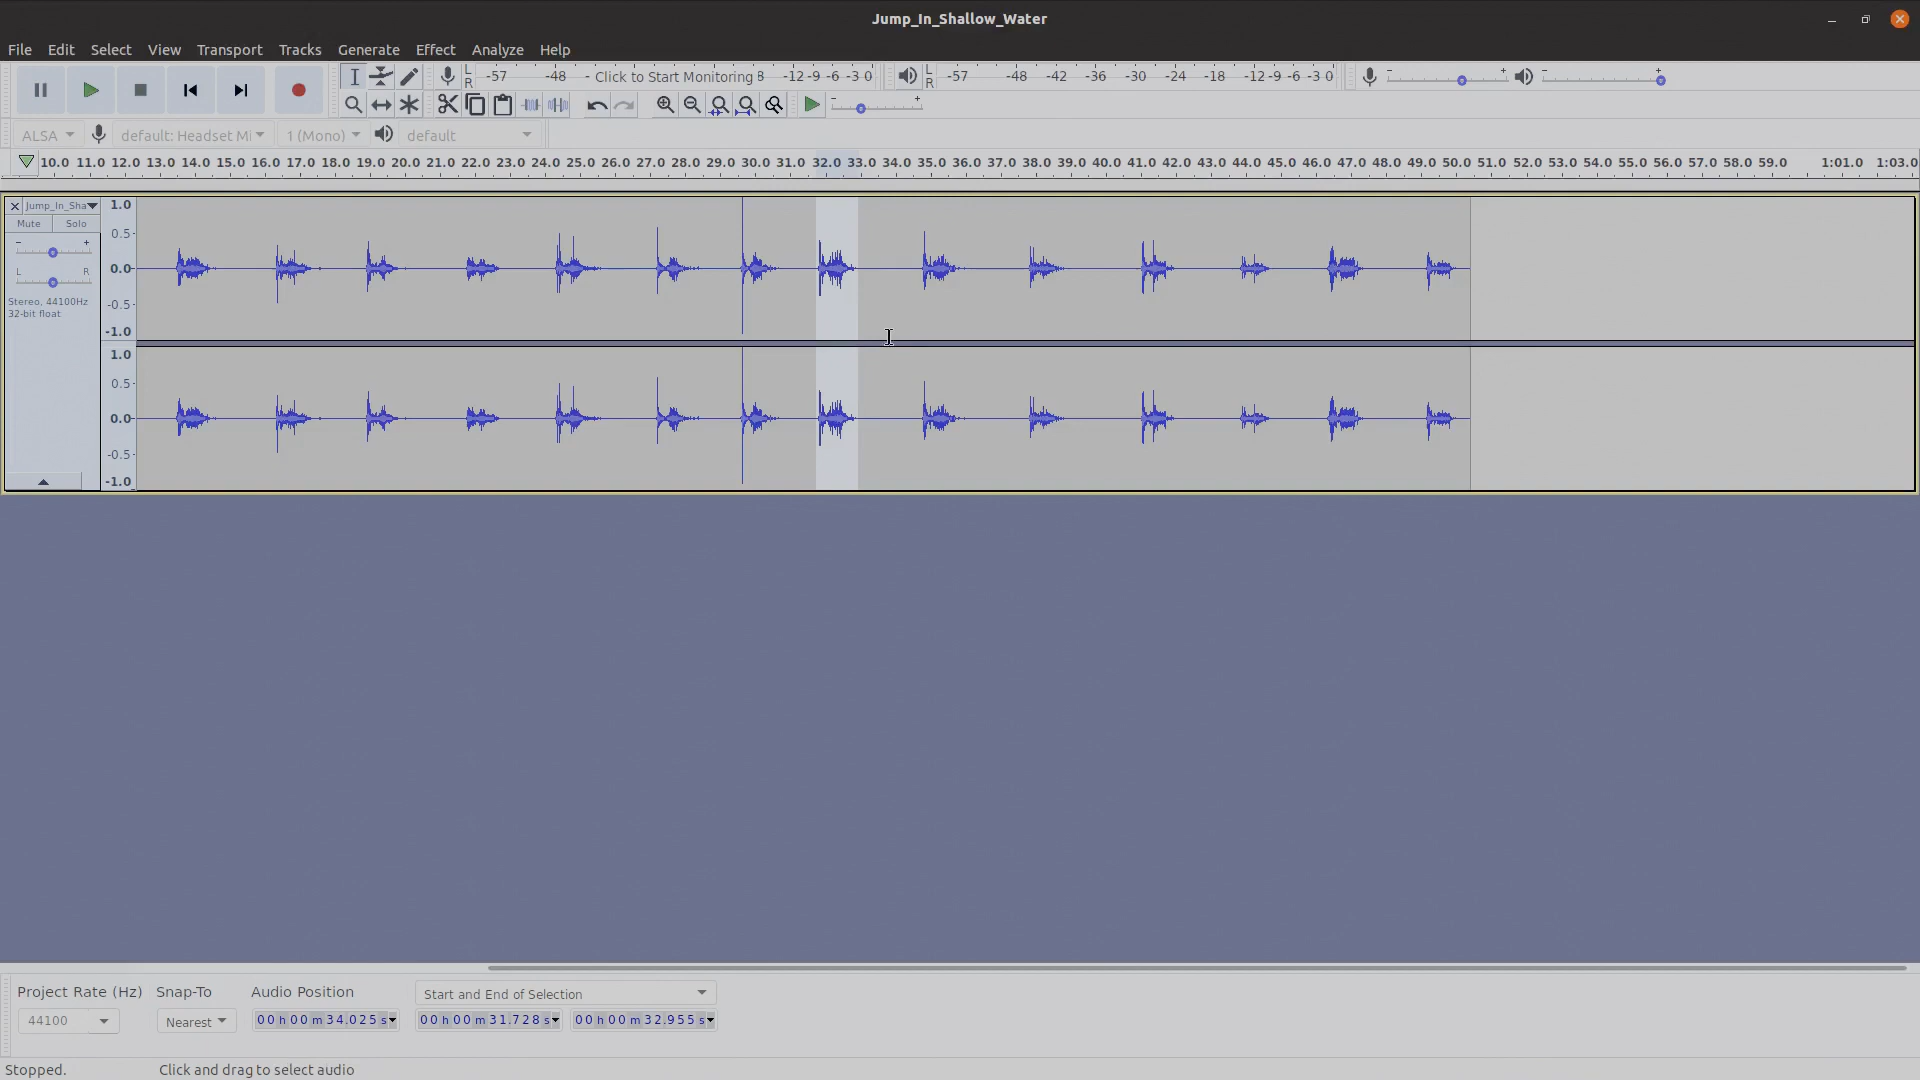 Jump_In_Shallow_Water
File Edit Select View Transport Tracks Generate Effect Analyze Help
L
R
-57 -48 - Click to Start Monitoring 8 -12 -9 -6 -3 0
L
R
-57 -48 -42 -36 -30 -24 -18 -12 -9 -6 -3 0
ALSA default: Headset Mi 1 (Mono) default
10.0 11.0 12.0 13.0 14.0 15.0 16.0 17.0 18.0 19.0 20.0 21.0 22.0 23.0 24.0 25.0 26.0 27.0 28.0 29.0 30.0 31.0 32.0 33.0 34.0 35.0 36.0 37.0 38.0 39.0 40.0 41.0 42.0 43.0 44.0 45.0 46.0 47.0 48.0 49.0 50.0 51.0 52.0 53.0 54.0 55.0 56.0 57.0 58.0 59.0 1:01.0 1:03.0
Jump_In_Sha
Mute Solo
- +
L R
Stereo, 44100Hz
32-bit float
1.0
0.5
0.0
-0.5
-1.0
1.0
0.5
0.0
-0.5
-1.0
Project Rate (Hz) Snap-To Audio Position Start and End of Selection
44100 Nearest 00 h 00 m 34.025 s 00 h 00 m 31.728 s 00 h 00 m 32.955 s
Stopped. Click and drag to select audio